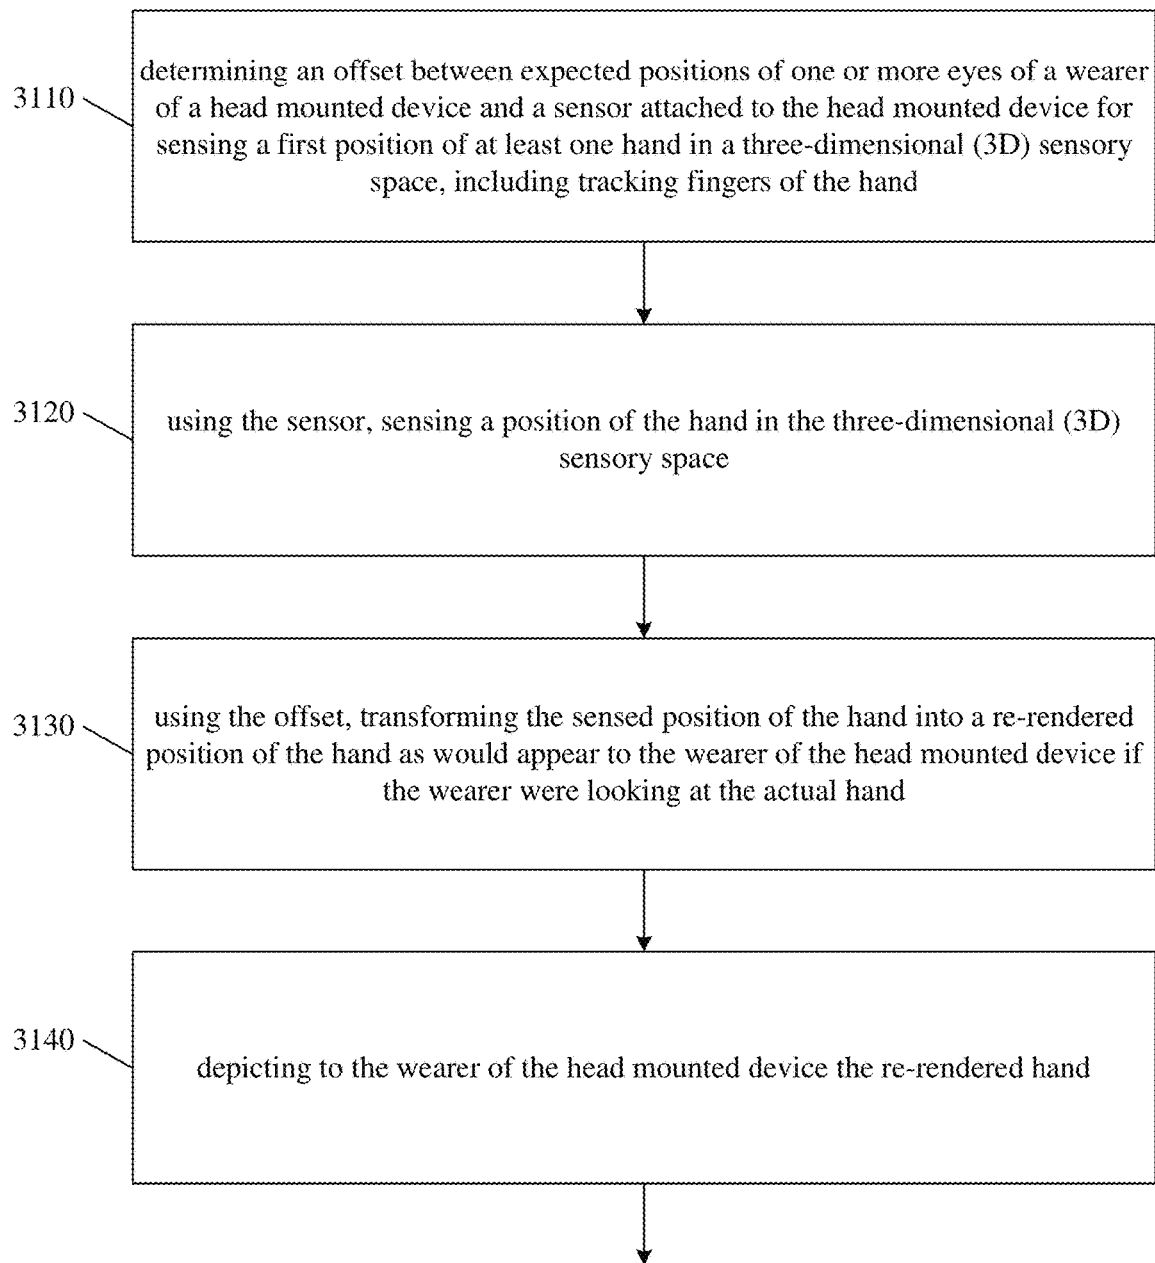 3110
determining an offset between expected positions of one or more eyes of a wearer
of a head mounted device and a sensor attached to the head mounted device for
sensing a first position of at least one hand in a three-dimensional (3D) sensory
space, including tracking fingers of the hand
3120
using the sensor, sensing a position of the hand in the three-dimensional (3D)
sensory space
3130
using the offset, transforming the sensed position of the hand into a re-rendered
position of the hand as would appear to the wearer of the head mounted device if
the wearer were looking at the actual hand
3140
depicting to the wearer of the head mounted device the re-rendered hand